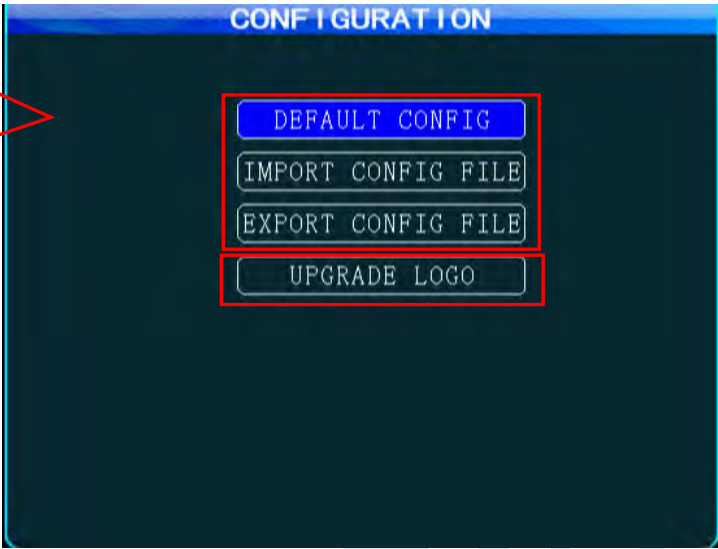 CONFIGURATION
DEFAULT CONFIG
IMPORT CONFIG FILE
EXPORT CONFIG FILE
UPGRADE LOGO